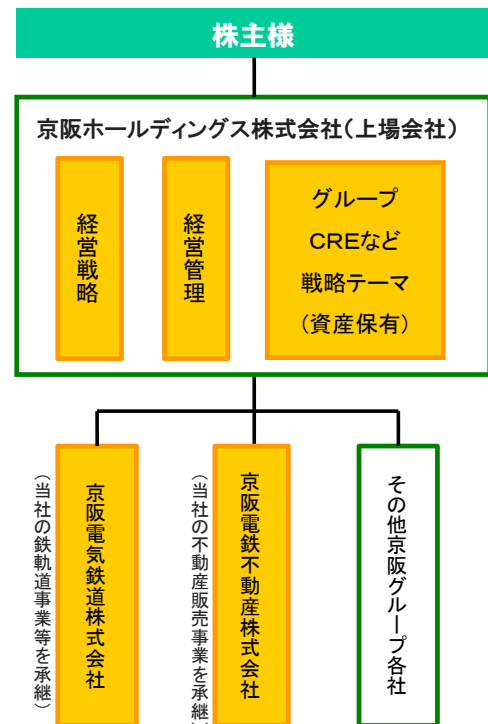 株主様
京阪ホールディングス株式会社(上場会社)
経営戦略
経営管理
グループ
CREなど
戦略テーマ
(資産保有)
京阪電気鉄道株式会社
(当社の鉄軌道事業等を承継)
京阪電鉄不動産株式会社
(当社の不動産販売事業を承継)
その他京阪グループ各社